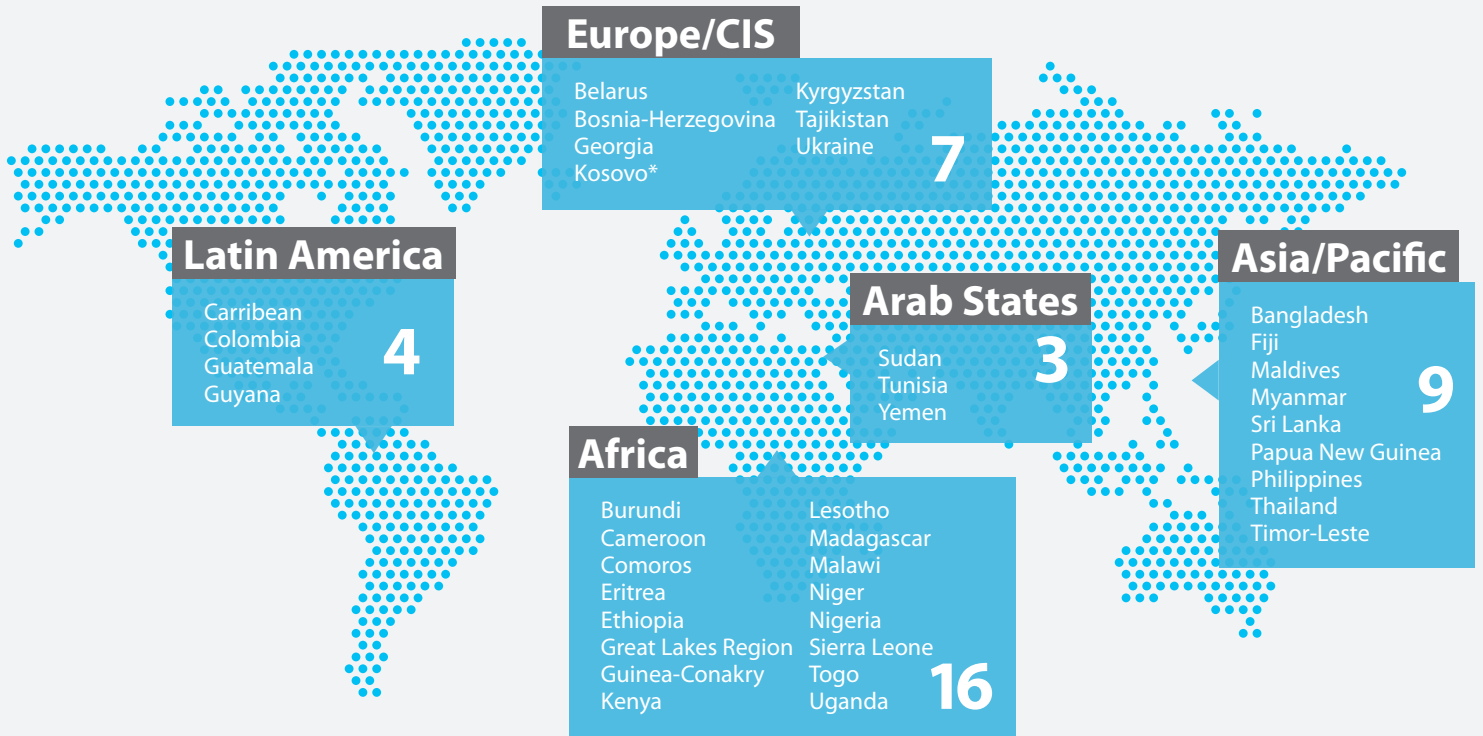 Europe/CIS
Belarus
Bosnia-Herzegovina
Georgia
Kosovo*
Kyrgyzstan
Tajikistan
Ukraine
7
Latin America
Carribean
Colombia
Guatemala
Guyana
4
Arab States
Sudan
Tunisia
Yemen
3
Asia/Pacific
Bangladesh
Fiji
Maldives
Myanmar
Sri Lanka
Papua New Guinea
Philippines
Thailand
Timor-Leste
9
Africa
Burundi
Cameroon
Comoros
Eritrea
Ethiopia
Great Lakes Region
Guinea-Conakry
Kenya
Lesotho
Madagascar
Malawi
Niger
Nigeria
Sierra Leone
Togo
Uganda
16